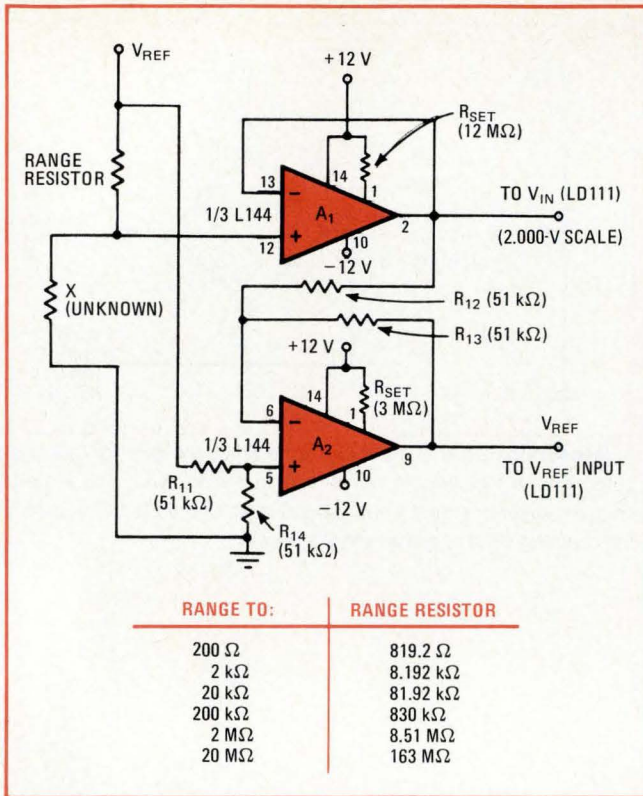 V_REF
+12 V
R_SET
(12 MΩ)
RANGE
RESISTOR
14
1
13
−
1/3 L144
A₁
2
TO V_IN (LD111)
12
+
10
(2.000-V SCALE)
−12 V
X
(UNKNOWN)
R₁₂ (51 kΩ)
R₁₃ (51 kΩ)
+12 V
R_SET
(3 MΩ)
14
1
6
−
1/3 L144
A₂
9
V_REF
5
+
10
TO V_REF INPUT
(LD111)
R₁₁
(51 kΩ)
−12 V
R₁₄
(51 kΩ)
RANGE TO: RANGE RESISTOR
200 Ω 819.2 Ω
2 kΩ 8.192 kΩ
20 kΩ 81.92 kΩ
200 kΩ 830 kΩ
2 MΩ 8.51 MΩ
20 MΩ 163 MΩ